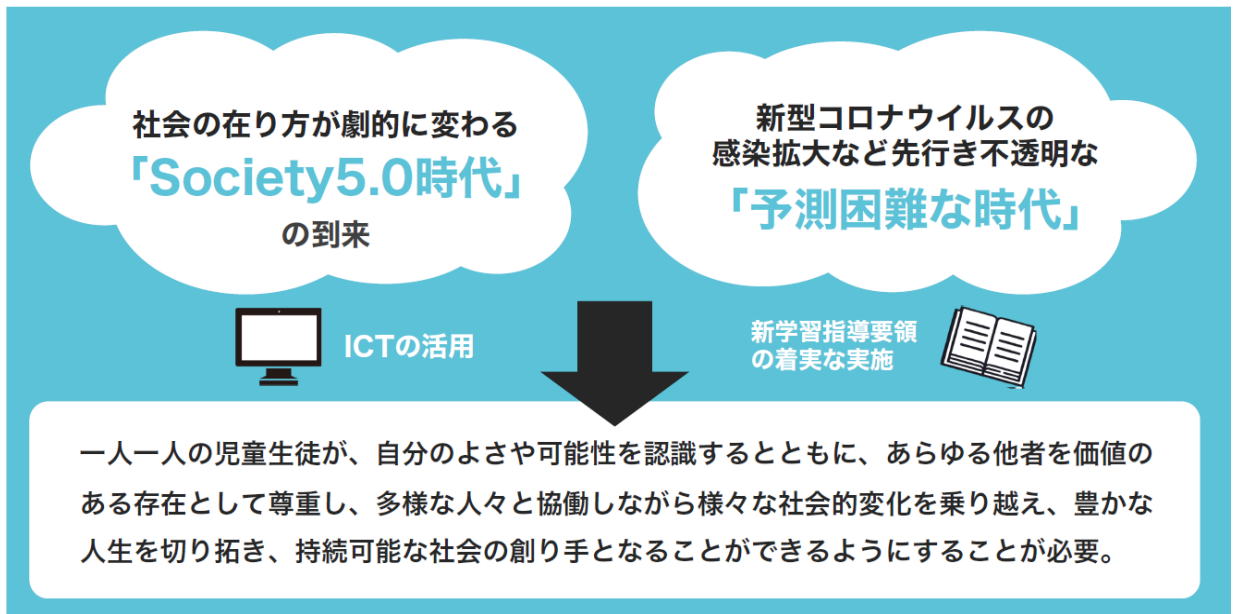 社会の在り方が劇的に変わる
「Society5.0時代」
の到来
新型コロナウイルスの
感染拡大など先行き不透明な
「予測困難な時代」
ICTの活用
新学習指導要領
の着実な実施
一人一人の児童生徒が、自分のよさや可能性を認識するとともに、あらゆる他者を価値の
ある存在として尊重し、多様な人々と協働しながら様々な社会的変化を乗り越え、豊かな
人生を切り拓き、持続可能な社会の創り手となることができるようにすることが必要。